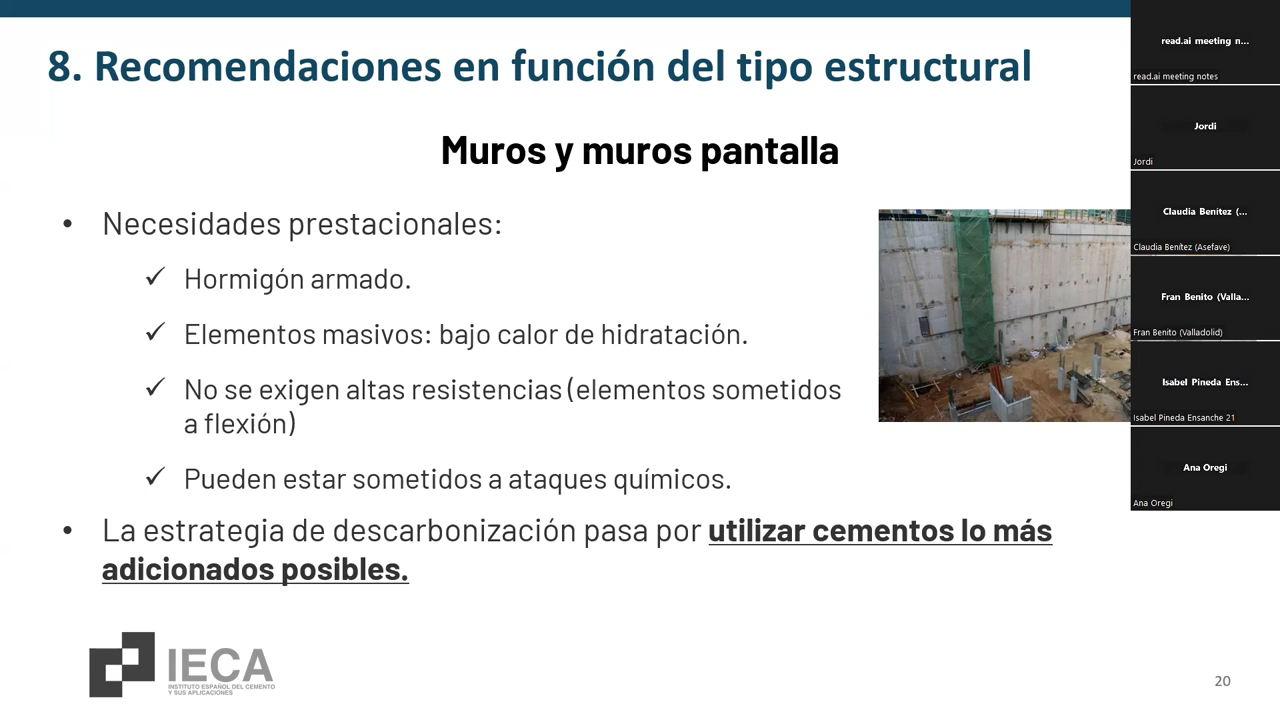 8. Recomendaciones en función del tipo estructural
Muros y muros pantalla
• Necesidades prestacionales:
✓ Hormigón armado.
✓ Elementos masivos: bajo calor de hidratación.
✓ No se exigen altas resistencias (elementos sometidos
a flexión)
✓ Pueden estar sometidos a ataques químicos.
• La estrategia de descarbonización pasa por utilizar cementos lo más
adicionados posibles.
IECA
INSTITUTO ESPAÑOL DEL CEMENTO
Y SUS APLICACIONES
20
read.ai meeting n...
read.ai meeting notes
Jordi
Jordi
Claudia Benítez (...
Claudia Benítez (Asefave)
Fran Benito (Valla...
Fran Benito (Valladolid)
Isabel Pineda Ens...
Isabel Pineda Ensanche 21
Ana Oregi
Ana Oregi